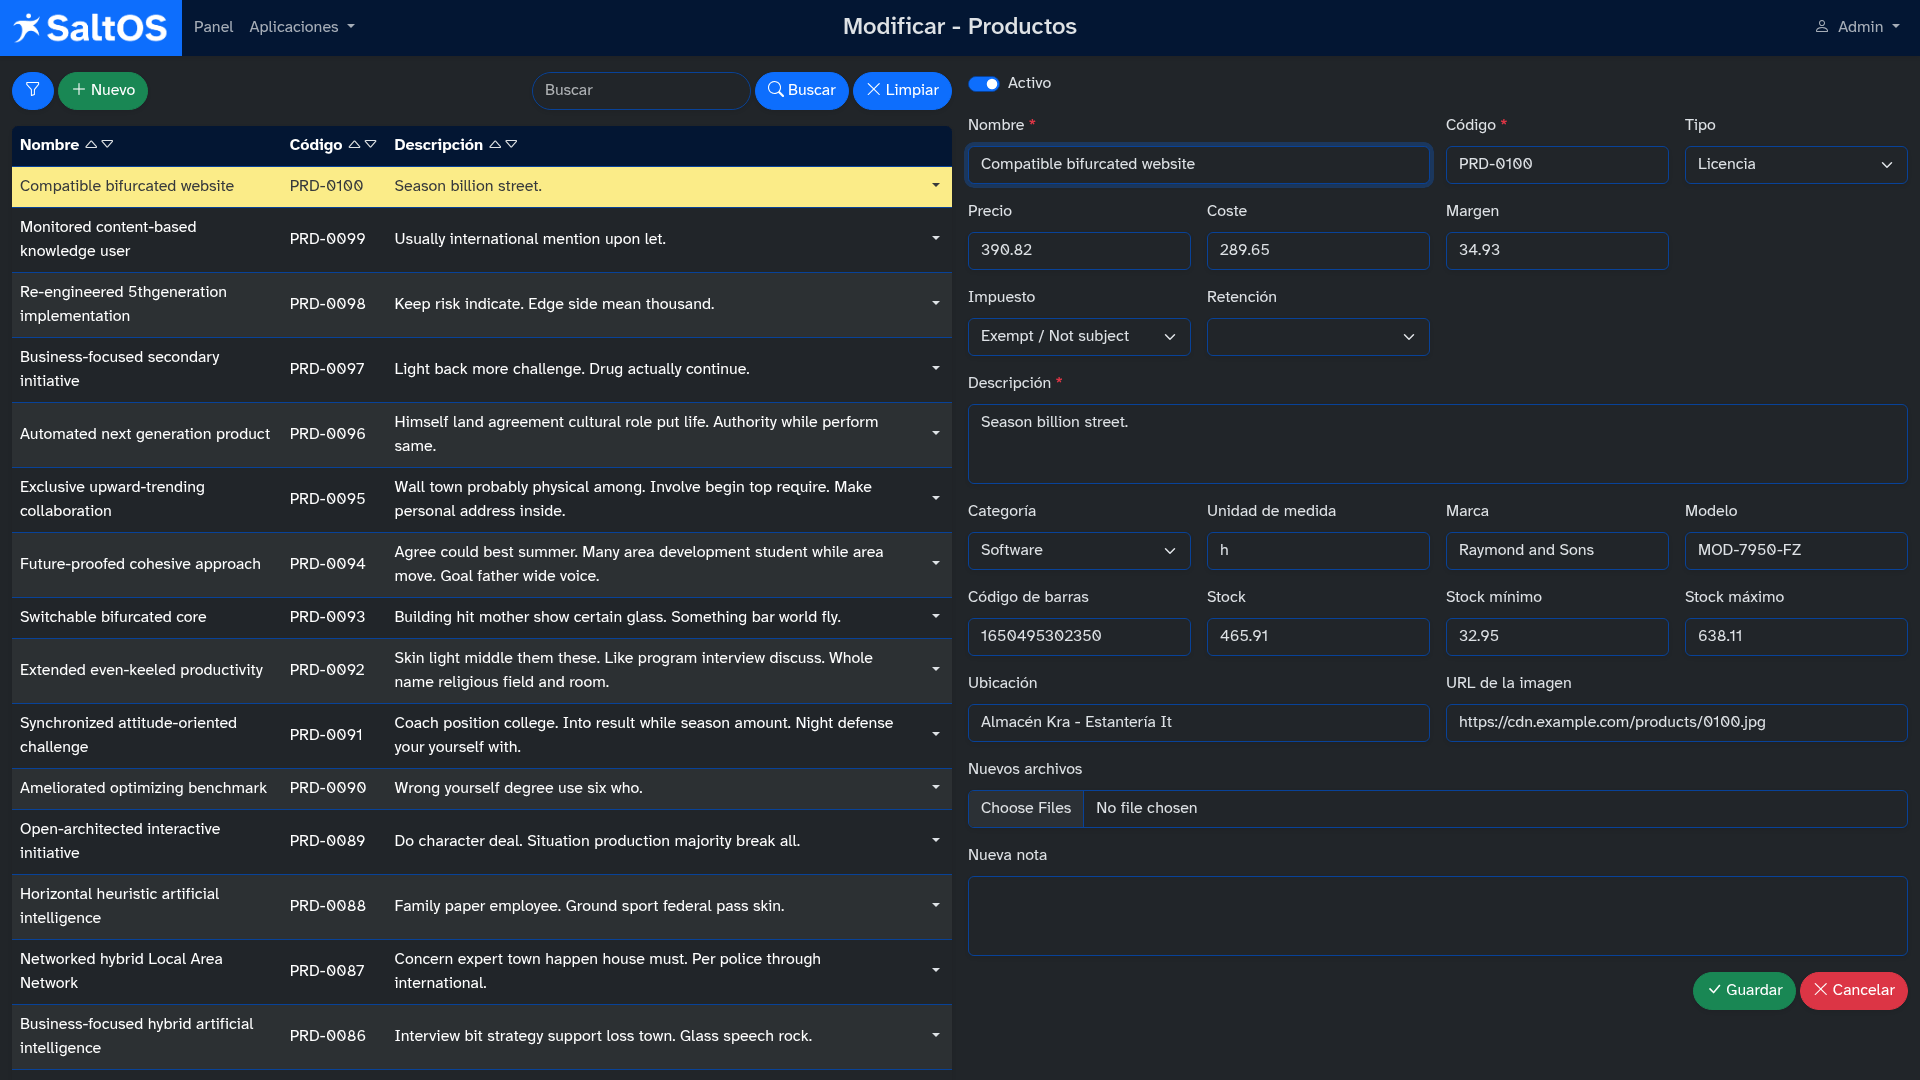 SaltOS
Panel
Aplicaciones
Modificar - Productos
Admin
Nuevo
Buscar
Buscar
Limpiar
Nombre
Código
Descripción
Compatible bifurcated website
PRD-0100
Season billion street.
Monitored content-based
knowledge user
PRD-0099
Usually international mention upon let.
Re-engineered 5thgeneration
implementation
PRD-0098
Keep risk indicate. Edge side mean thousand.
Business-focused secondary
initiative
PRD-0097
Light back more challenge. Drug actually continue.
Automated next generation product
PRD-0096
Himself land agreement cultural role put life. Authority while perform
same.
Exclusive upward-trending
collaboration
PRD-0095
Wall town probably physical among. Involve begin top require. Make
personal address inside.
Future-proofed cohesive approach
PRD-0094
Agree could best summer. Many area development student while area
move. Goal father wide voice.
Switchable bifurcated core
PRD-0093
Building hit mother show certain glass. Something bar world fly.
Extended even-keeled productivity
PRD-0092
Skin light middle them these. Like program interview discuss. Whole
name religious field and room.
Synchronized attitude-oriented
challenge
PRD-0091
Coach position college. Into result while season amount. Night defense
your yourself with.
Ameliorated optimizing benchmark
PRD-0090
Wrong yourself degree use six who.
Open-architected interactive
initiative
PRD-0089
Do character deal. Situation production majority break all.
Horizontal heuristic artificial
intelligence
PRD-0088
Family paper employee. Ground sport federal pass skin.
Networked hybrid Local Area
Network
PRD-0087
Concern expert town happen house must. Per police through
international.
Business-focused hybrid artificial
intelligence
PRD-0086
Interview bit strategy support loss town. Glass speech rock.
Activo
Nombre *
Código *
Tipo
Compatible bifurcated website
PRD-0100
Licencia
Precio
Coste
Margen
390.82
289.65
34.93
Impuesto
Retención
Exempt / Not subject
Descripción *
Season billion street.
Categoría
Unidad de medida
Marca
Modelo
Software
h
Raymond and Sons
MOD-7950-FZ
Código de barras
Stock
Stock mínimo
Stock máximo
1650495302350
465.91
32.95
638.11
Ubicación
URL de la imagen
Almacén Kra - Estantería It
https://cdn.example.com/products/0100.jpg
Nuevos archivos
Choose Files
No file chosen
Nueva nota
Guardar
Cancelar